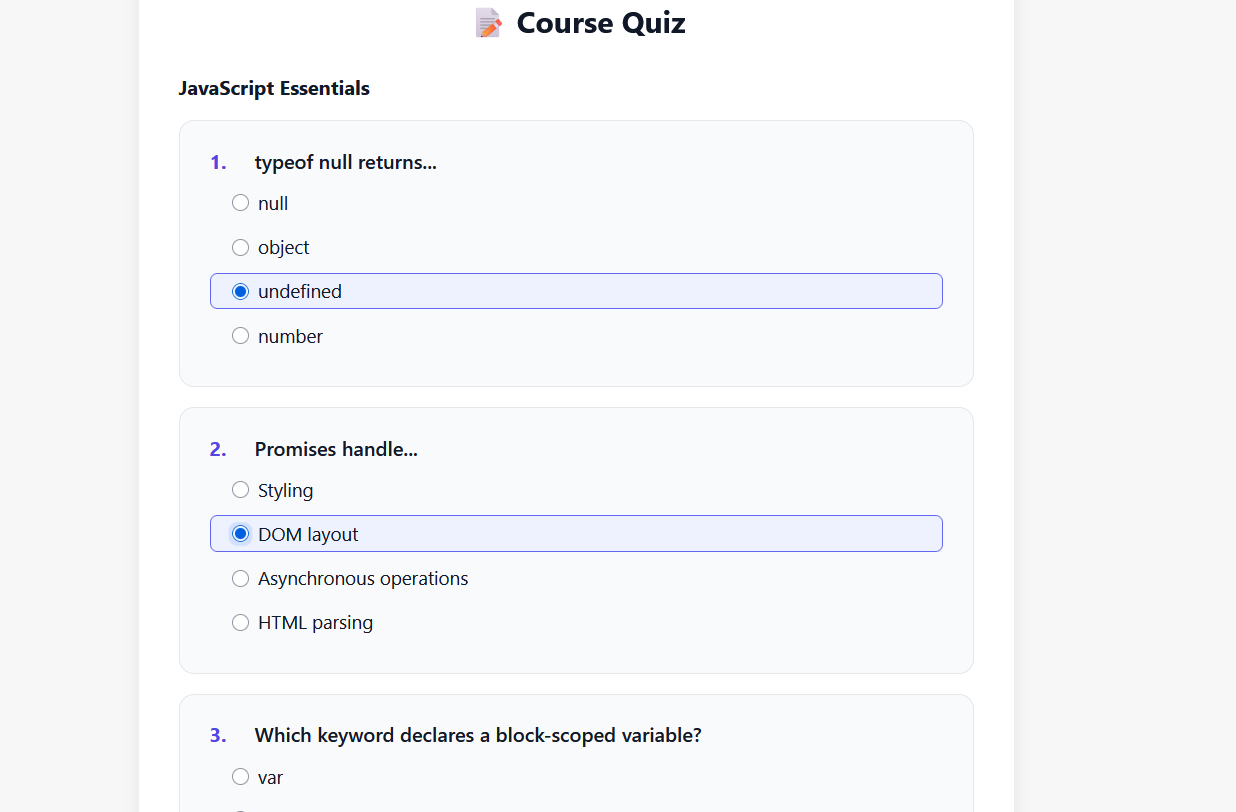 Course Quiz
JavaScript Essentials
1. typeof null returns...
null
object
undefined
number
2. Promises handle...
Styling
DOM layout
Asynchronous operations
HTML parsing
3. Which keyword declares a block-scoped variable?
var